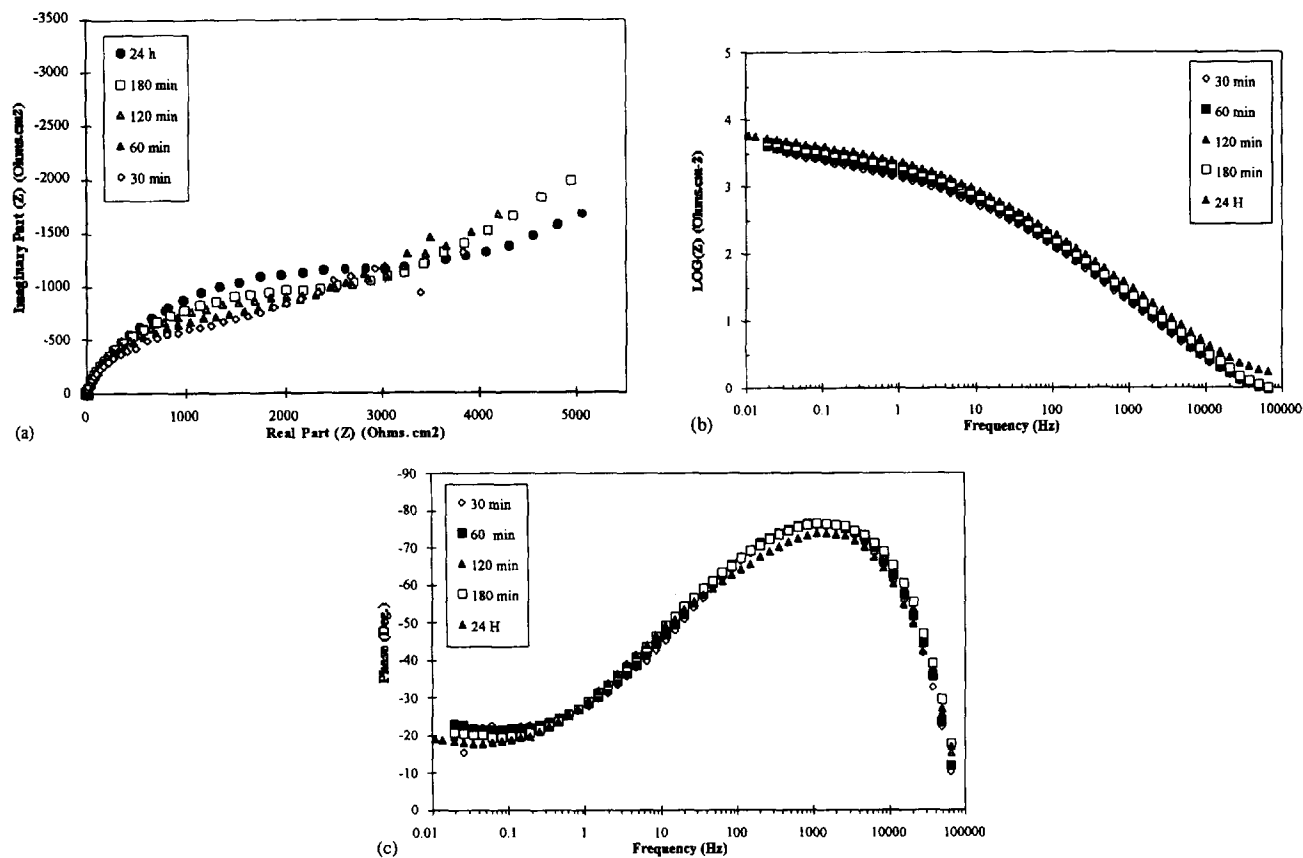 -3500
-3000
-2500
-2000
-1500
-1000
-500
0
Imaginary Part (Z) (Ohms.cm2)
24 h
180 min
120 min
60 min
30 min
0
1000
2000
3000
4000
5000
Real Part (Z) (Ohms. cm2)
(a)
5
4
3
2
1
0
LOG(Z) (Ohms.cm-2)
30 min
60 min
120 min
180 min
24 H
0.01
0.1
1
10
100
1000
10000
100000
Frequency (Hz)
(b)
-90
-80
-70
-60
-50
-40
-30
-20
-10
0
Phase (Deg.)
30 min
60 min
120 min
180 min
24 H
0.01
0.1
1
10
100
1000
10000
100000
Frequency (Hz)
(c)